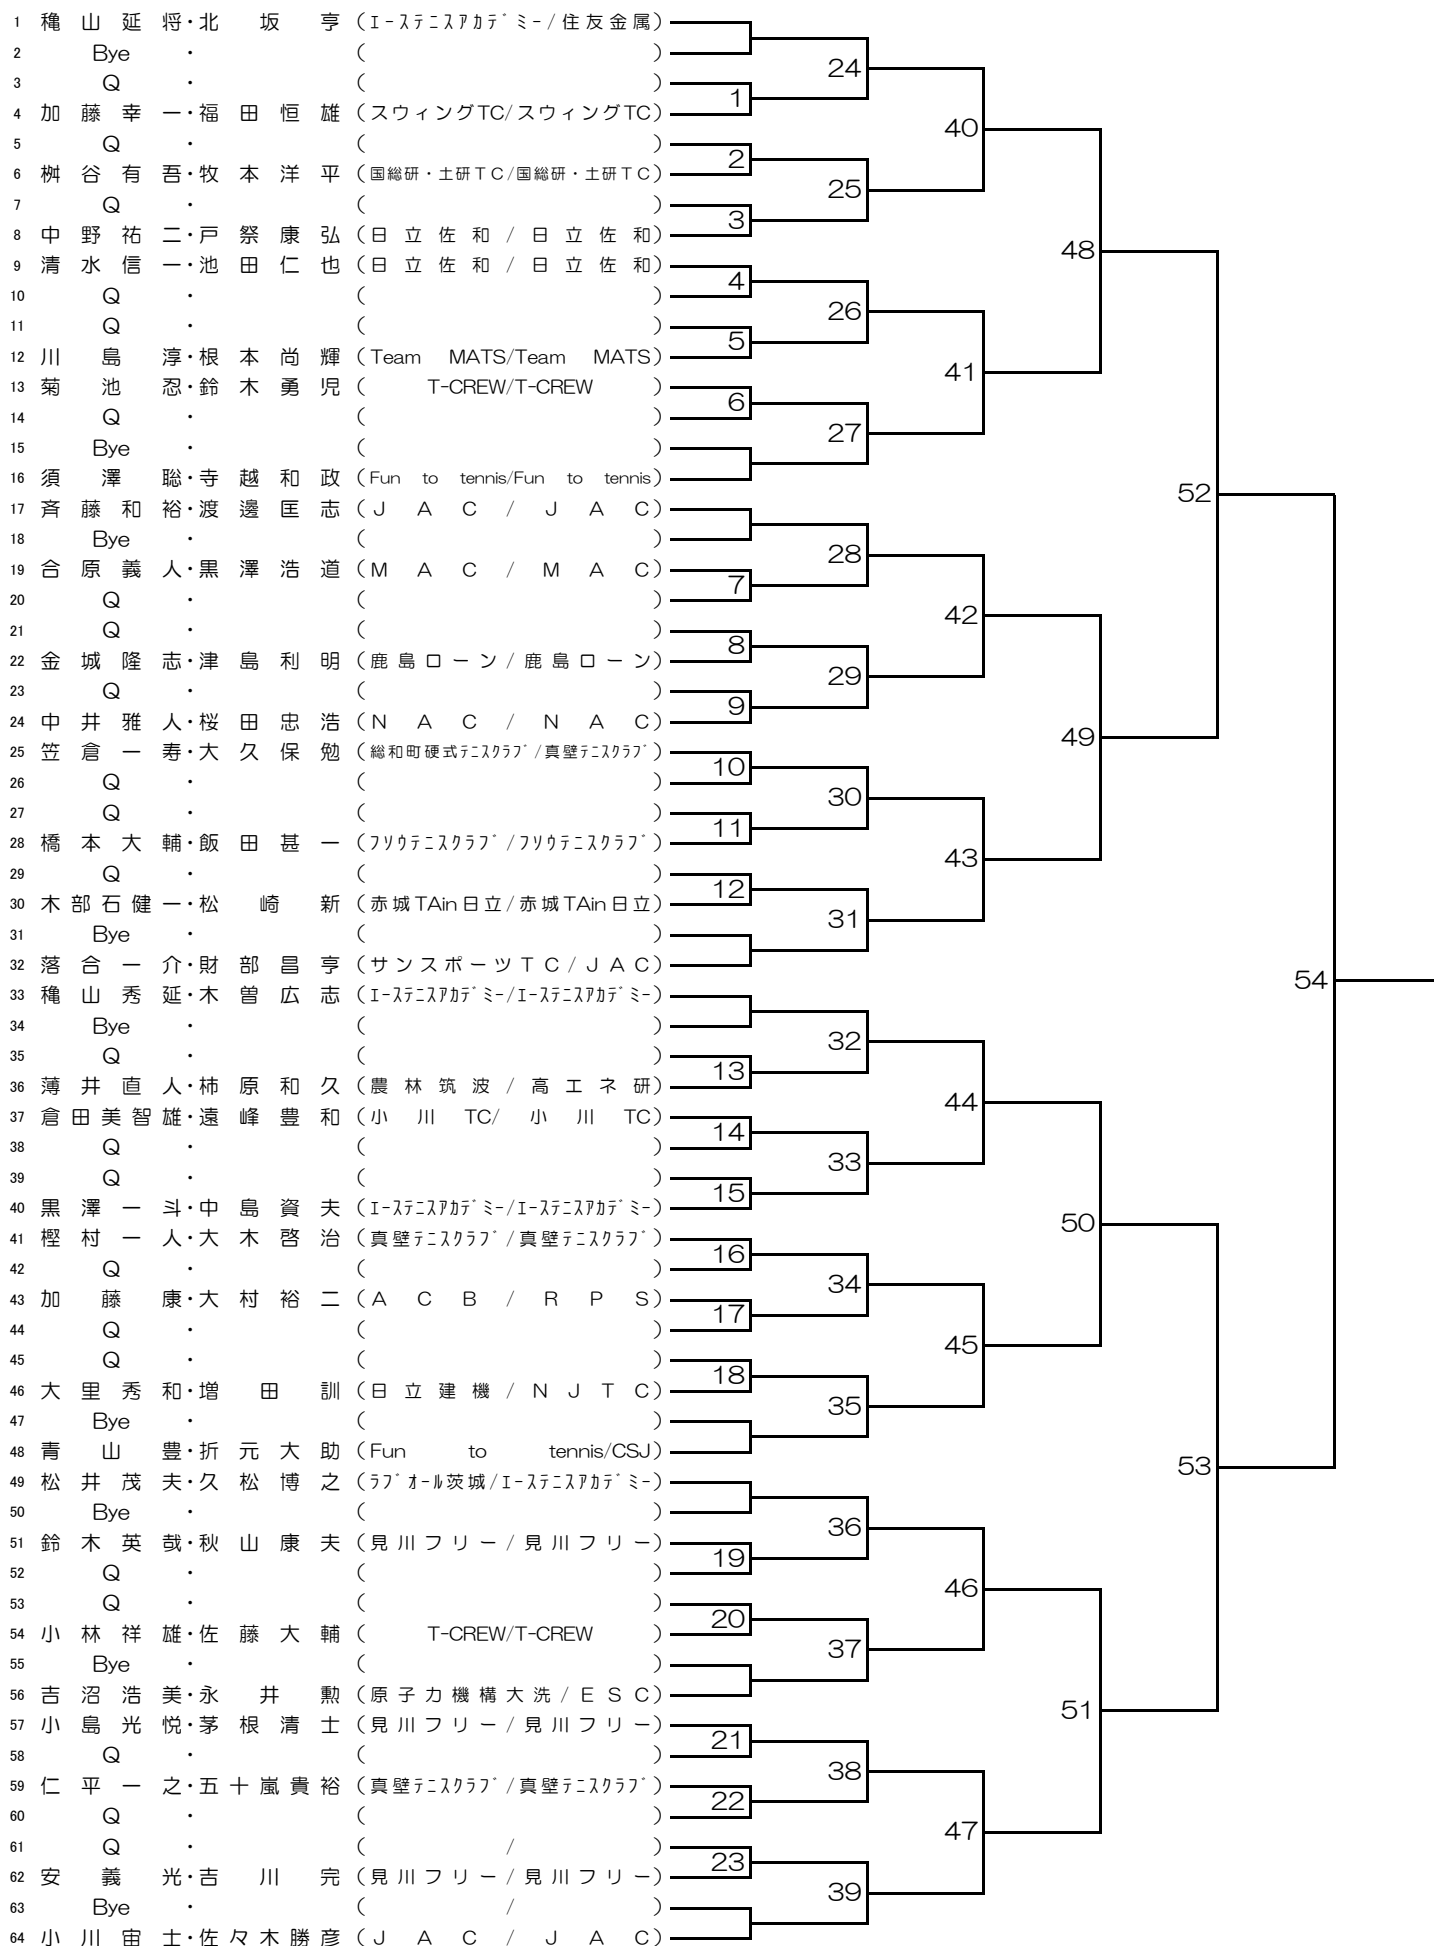 1 穐山延将・北坂亨 (エーステニスアカデミー/住友金属)
2 Bye ・ ( )
3 Q ・ ( )
4 加藤幸一・福田恒雄 (スウィングTC/スウィングTC)
5 Q ・ ( )
6 桝谷有吾・牧本洋平 (国総研・土研TC/国総研・土研TC)
7 Q ・ ( )
8 中野祐二・戸祭康弘 (日立佐和/日立佐和)
9 清水信一・池田仁也 (日立佐和/日立佐和)
10 Q ・ ( )
11 Q ・ ( )
12 川島淳・根本尚輝 (Team MATS/Team MATS)
13 菊池忍・鈴木勇児 (T-CREW/T-CREW)
14 Q ・ ( )
15 Bye ・ ( )
16 須澤聡・寺越和政 (Fun to tennis/Fun to tennis)
17 斉藤和裕・渡邊匡志 (JAC/JAC)
18 Bye ・ ( )
19 合原義人・黒澤浩道 (MAC/MAC)
20 Q ・ ( )
21 Q ・ ( )
22 金城隆志・津島利明 (鹿島ローン/鹿島ローン)
23 Q ・ ( )
24 中井雅人・桜田忠浩 (NAC/NAC)
25 笠倉一寿・大久保勉 (総和町硬式テニスクラブ/真壁テニスクラブ)
26 Q ・ ( )
27 Q ・ ( )
28 橋本大輔・飯田甚一 (フソウテニスクラブ/フソウテニスクラブ)
29 Q ・ ( )
30 木部石健一・松崎新 (赤城TAin日立/赤城TAin日立)
31 Bye ・ ( )
32 落合一介・財部昌亨 (サンスポーツTC/JAC)
33 穐山秀延・木曽広志 (エーステニスアカデミー/エーステニスアカデミー)
34 Bye ・ ( )
35 Q ・ ( )
36 薄井直人・柿原和久 (農林筑波/高エネ研)
37 倉田美智雄・遠峰豊和 (小川TC/小川TC)
38 Q ・ ( )
39 Q ・ ( )
40 黒澤一斗・中島資夫 (エーステニスアカデミー/エーステニスアカデミー)
41 樫村一人・大木啓治 (真壁テニスクラブ/真壁テニスクラブ)
42 Q ・ ( )
43 加藤康・大村裕二 (ACB/RPS)
44 Q ・ ( )
45 Q ・ ( )
46 大里秀和・増田訓 (日立建機/NJTC)
47 Bye ・ ( )
48 青山豊・折元大助 (Fun to tennis/CSJ)
49 松井茂夫・久松博之 (ラブオール茨城/エーステニスアカデミー)
50 Bye ・ ( )
51 鈴木英哉・秋山康夫 (見川フリー/見川フリー)
52 Q ・ ( )
53 Q ・ ( )
54 小林祥雄・佐藤大輔 (T-CREW/T-CREW)
55 Bye ・ ( )
56 吉沼浩美・永井勲 (原子力機構大洗/ESC)
57 小島光悦・茅根清士 (見川フリー/見川フリー)
58 Q ・ ( )
59 仁平一之・五十嵐貴裕 (真壁テニスクラブ/真壁テニスクラブ)
60 Q ・ ( )
61 Q ・ ( / )
62 安義光・吉川完 (見川フリー/見川フリー)
63 Bye ・ ( / )
64 小川宙士・佐々木勝彦 (JAC/JAC)
1
2
3
4
5
6
7
8
9
10
11
12
13
14
15
16
17
18
19
20
21
22
23
24
25
26
27
28
29
30
31
32
33
34
35
36
37
38
39
40
41
42
43
44
45
46
47
48
49
50
51
52
53
54